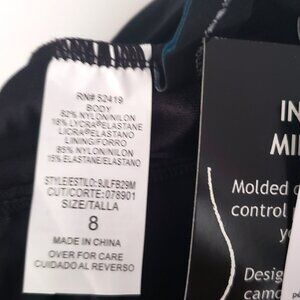 RN# 52419
BODY
82% NYLON/NILON
18% LYCRA® ELASTANE
LICRA® ELASTANO
LINING/FORRO
85% NYLON/NILON
15% ELASTANE/ELASTANO
STYLE/ESTILO: 9JLFB29M
CUT/CORTE: 078901
SIZE/TALLA
8
MADE IN CHINA
OVER FOR CARE
CUIDADO AL REVERSO
IN
MI
Molded
control
Desig